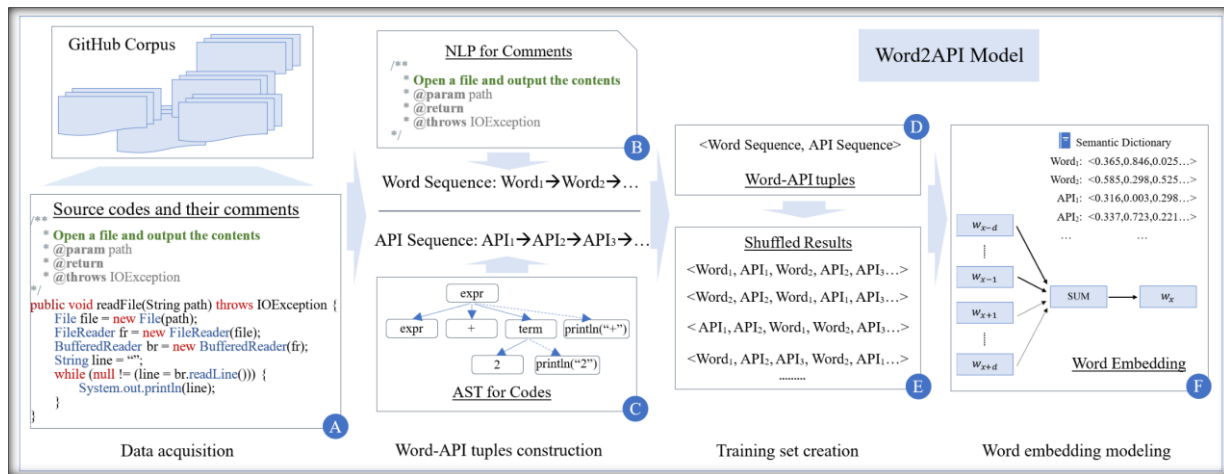 GitHub Corpus
Source codes and their comments
/**
* Open a file and output the contents
* @param path
* @return
* @throws IOException
*/
public void readFile(String path) throws IOException {
File file = new File(path);
FileReader fr = new FileReader(file);
BufferedReader br = new BufferedReader(fr);
String line = “”;
while (null != (line = br.readLine())) {
System.out.println(line);
}
}
A
Data acquisition
NLP for Comments
/**
* Open a file and output the contents
* @param path
* @return
* @throws IOException
*/
B
Word Sequence: Word₁➔Word₂➔…
API Sequence: API₁➔API₂➔API₃➔…
expr
expr + term println(“+”)
2 println(“2”)
AST for Codes
C
Word-API tuples construction
D
<Word Sequence, API Sequence>
Word-API tuples
Shuffled Results
<Word₁, API₁, Word₂, API₂, API₃…>
<Word₂, API₂, Word₁, API₁, API₃…>
<API₁, API₂, Word₁, Word₂, API₃…>
<Word₁, API₂, API₃, Word₂, API₁…>
.........
E
Training set creation
Word2API Model
Semantic Dictionary
Word₁: <0.365,0.846,0.025…>
Word₂: <0.585,0.298,0.525…>
API₁: <0.316,0.003,0.298…>
API₂: <0.337,0.723,0.221…>
… …
w_{x-d}
w_{x-1}
w_{x+1}
w_{x+d}
SUM
w_x
Word Embedding
F
Word embedding modeling